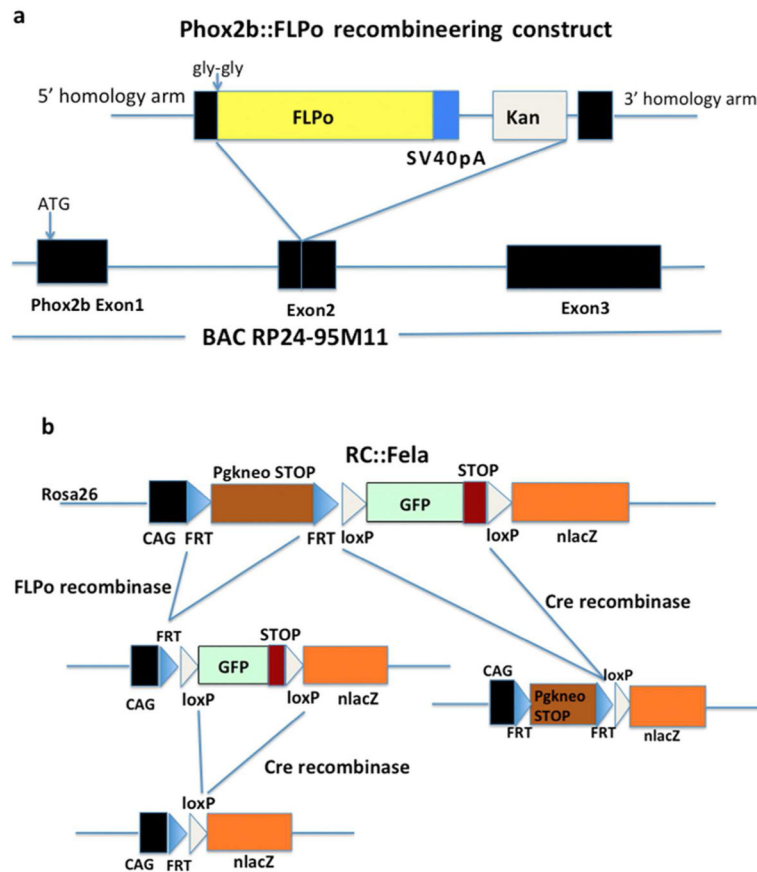 a
Phox2b::FLPo recombineering construct
gly-gly
5’ homology arm
3’ homology arm
FLPo
Kan
SV40pA
ATG
Phox2b Exon1
Exon2
Exon3
BAC RP24-95M11
b
RC::Fela
Pgkneo STOP
STOP
Rosa26
GFP
CAG
FRT
FRT
loxP
loxP
nlacZ
FLPo recombinase
Cre recombinase
FRT
STOP
GFP
CAG
loxP
loxP
nlacZ
CAG
loxP
Pgkneo
STOP
FRT
FRT
nlacZ
Cre recombinase
loxP
CAG
FRT
nlacZ